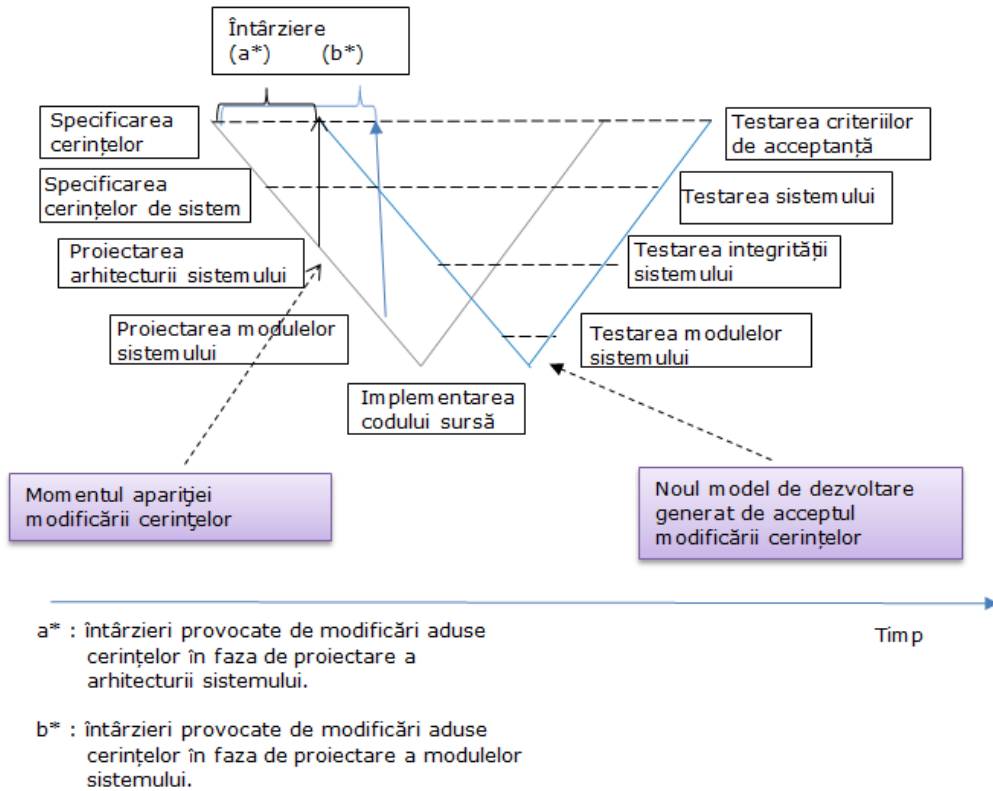 Întârziere
(a*) (b*)
Specificarea
cerințelor
Testarea criteriilor
de acceptanță
Specificarea
cerințelor de sistem
Testarea sistemului
Proiectarea
arhitecturii sistemului
Testarea integrității
sistemului
Proiectarea modulelor
sistemului
Testarea modulelor
sistemului
Implementarea
codului sursă
Momentul apariţiei
modificării cerinţelor
Noul model de dezvoltare
generat de acceptul
modificării cerințelor
Timp
a* : întârzieri provocate de modificări aduse
cerințelor în faza de proiectare a
arhitecturii sistemului.
b* : întârzieri provocate de modificări aduse
cerințelor în faza de proiectare a modulelor
sistemului.